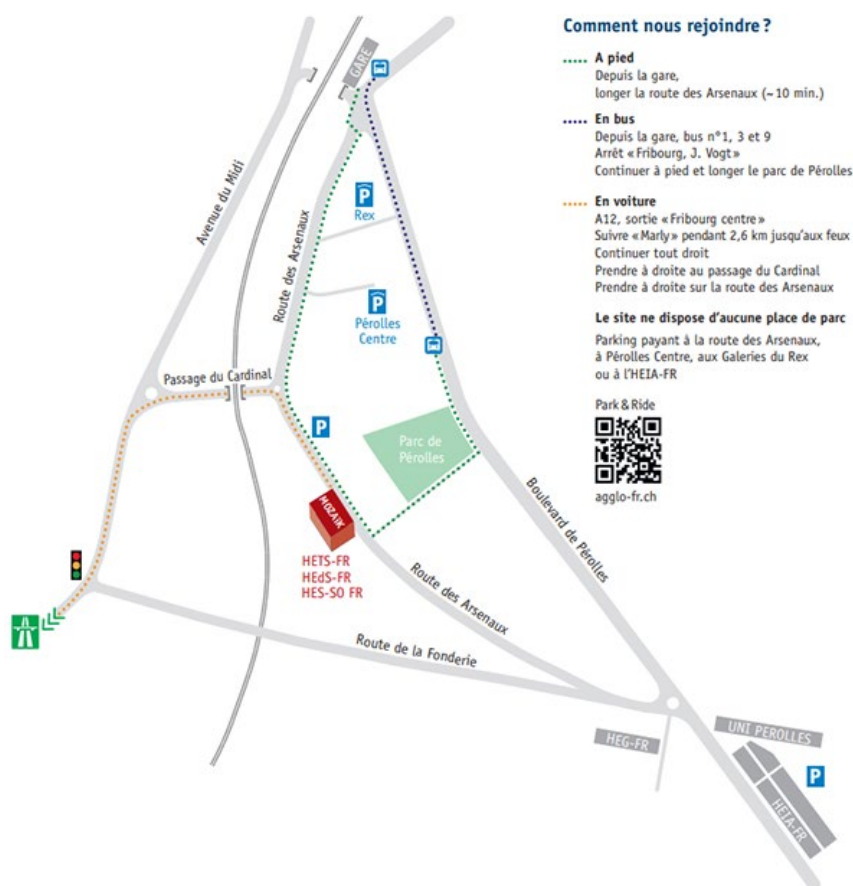 Comment nous rejoindre ?
A pied
Depuis la gare,
longer la route des Arsenaux (~ 10 min.)
En bus
Depuis la gare, bus n°1, 3 et 9
Arrêt « Fribourg, J. Vogt »
Continuer à pied et longer le parc de Pérolles
En voiture
A12, sortie « Fribourg centre »
Suivre « Marly » pendant 2,6 km jusqu'aux feux
Continuer tout droit
Prendre à droite au passage du Cardinal
Prendre à droite sur la route des Arsenaux
Le site ne dispose d'aucune place de parc
Parking payant à la route des Arsenaux,
à Pérolles Centre, aux Galeries du Rex
ou à l'HEIA-FR
Park & Ride
agglo-fr.ch
GARE
Avenue du Midi
P
Rex
Route des Arsenaux
P
Pérolles
Centre
Passage du Cardinal
P
Parc de
Pérolles
MOZAÏK
HETS-FR
HEdS-FR
HES-SO FR
Boulevard de Pérolles
Route des Arsenaux
Route de la Fonderie
HEG-FR
UNI PEROLLES
HEIA-FR
P